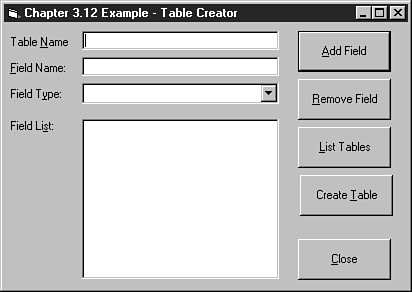 Chapter 3.12 Example - Table Creator
Table Name
Add Field
Field Name:
Field Type:
Remove Field
Field List:
List Tables
Create Table
Close